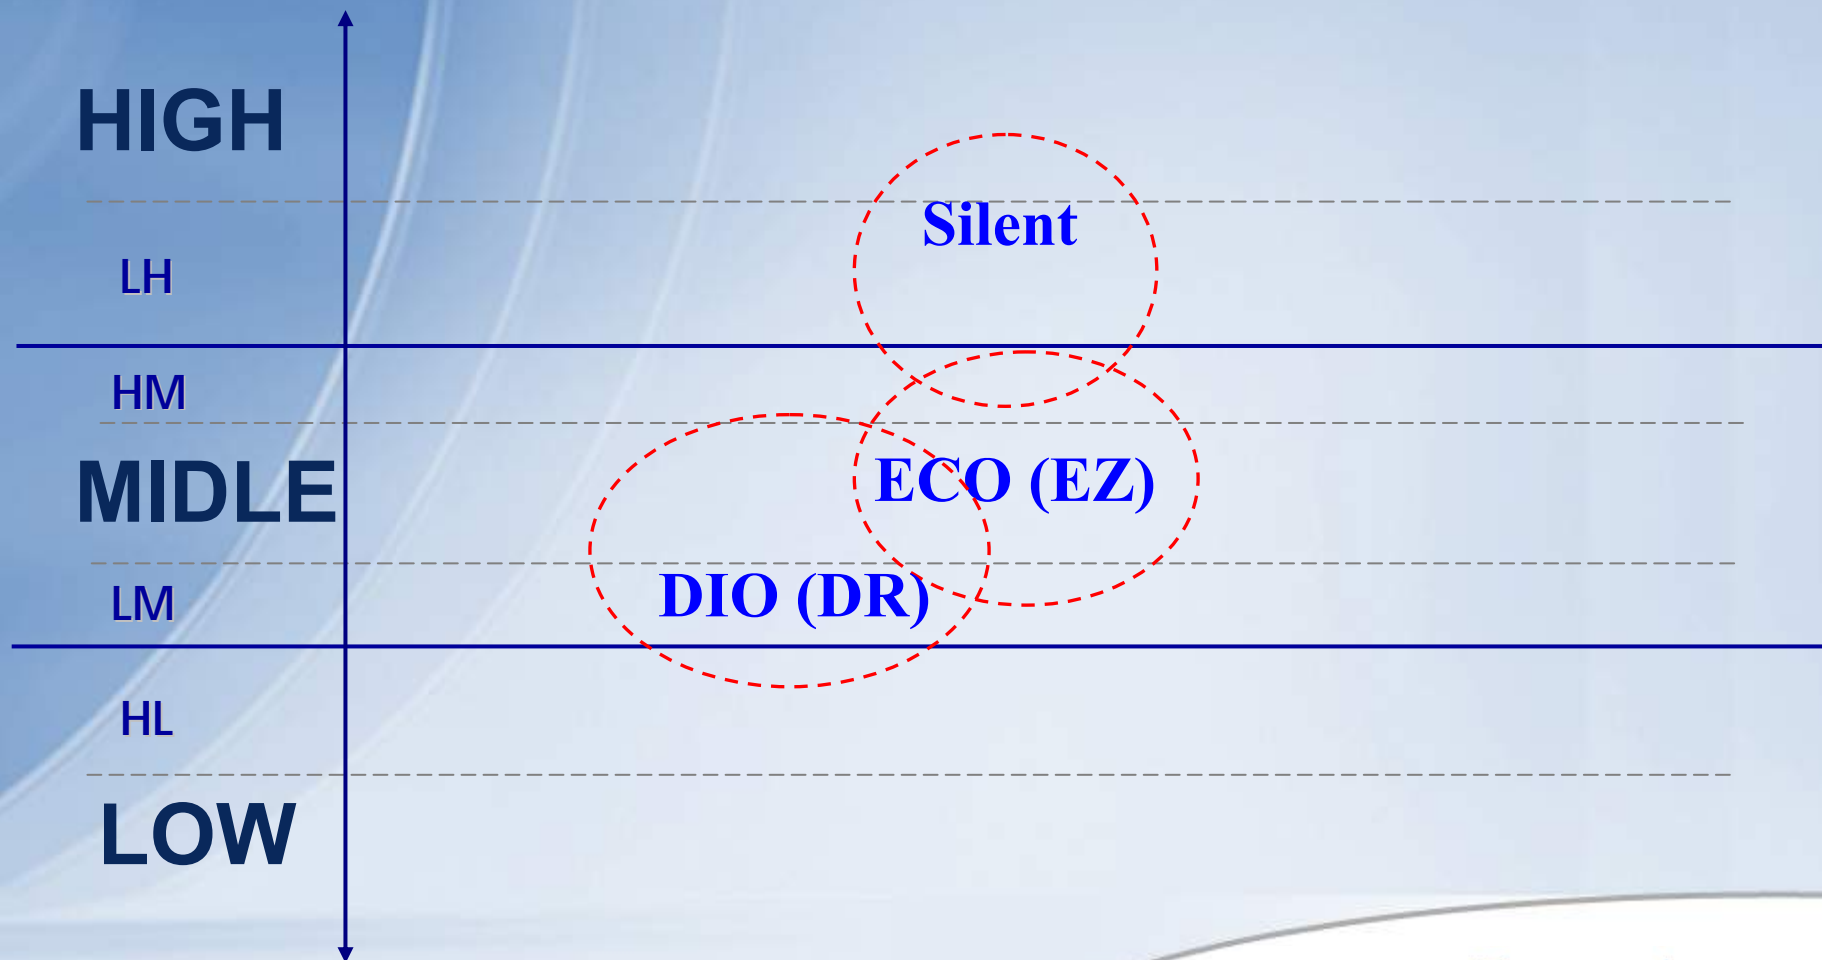 HIGH
Silent
LH
HM
MIDLE
ECO (EZ)
DIO (DR)
LM
HL
LOW